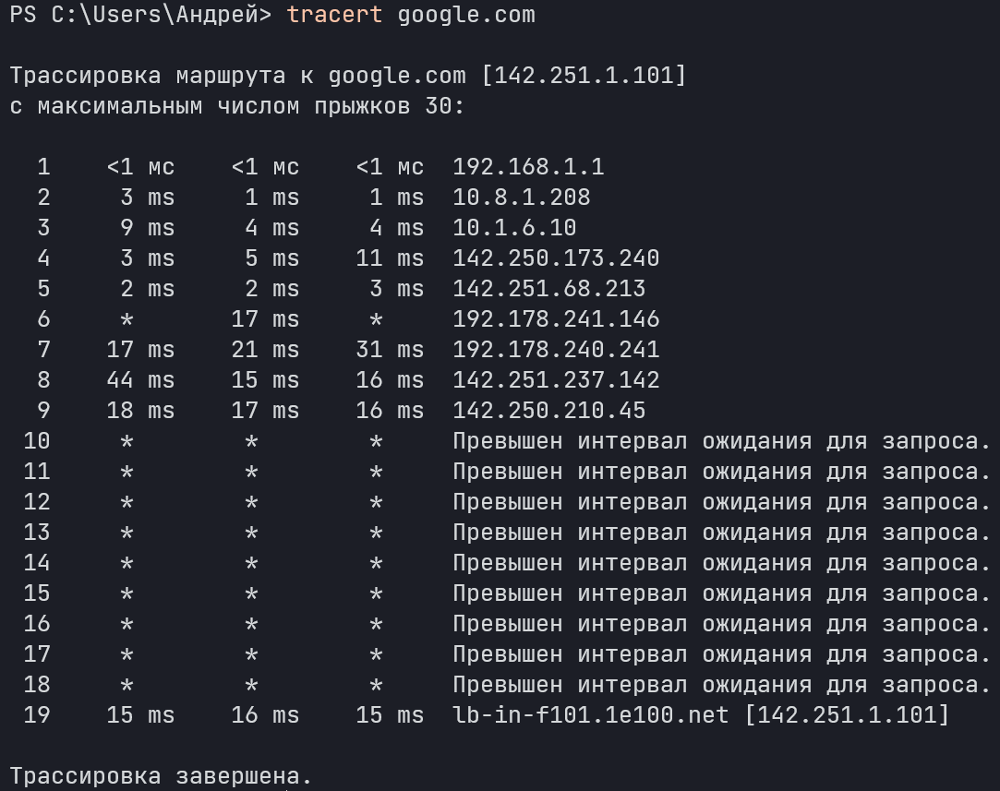 PS C:\Users\Андрей> tracert google.com
Трассировка маршрута к google.com [142.251.1.101]
с максимальным числом прыжков 30:
1 <1 мс <1 мс <1 мс 192.168.1.1
2 3 ms 1 ms 1 ms 10.8.1.208
3 9 ms 4 ms 4 ms 10.1.6.10
4 3 ms 5 ms 11 ms 142.250.173.240
5 2 ms 2 ms 3 ms 142.251.68.213
6 * 17 ms * 192.178.241.146
7 17 ms 21 ms 31 ms 192.178.240.241
8 44 ms 15 ms 16 ms 142.251.237.142
9 18 ms 17 ms 16 ms 142.250.210.45
10 * * * Превышен интервал ожидания для запроса.
11 * * * Превышен интервал ожидания для запроса.
12 * * * Превышен интервал ожидания для запроса.
13 * * * Превышен интервал ожидания для запроса.
14 * * * Превышен интервал ожидания для запроса.
15 * * * Превышен интервал ожидания для запроса.
16 * * * Превышен интервал ожидания для запроса.
17 * * * Превышен интервал ожидания для запроса.
18 * * * Превышен интервал ожидания для запроса.
19 15 ms 16 ms 15 ms lb-in-f101.1e100.net [142.251.1.101]
Трассировка завершена.